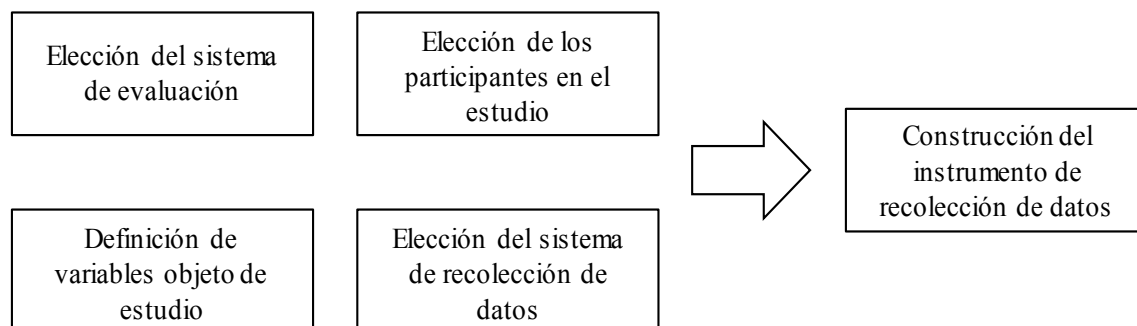 Elección del sistema
de evaluación
Elección de los
participantes en el
estudio
Definición de
variables objeto de
estudio
Elección del sistema
de recolección de
datos
Construcción del
instrumento de
recolección de datos